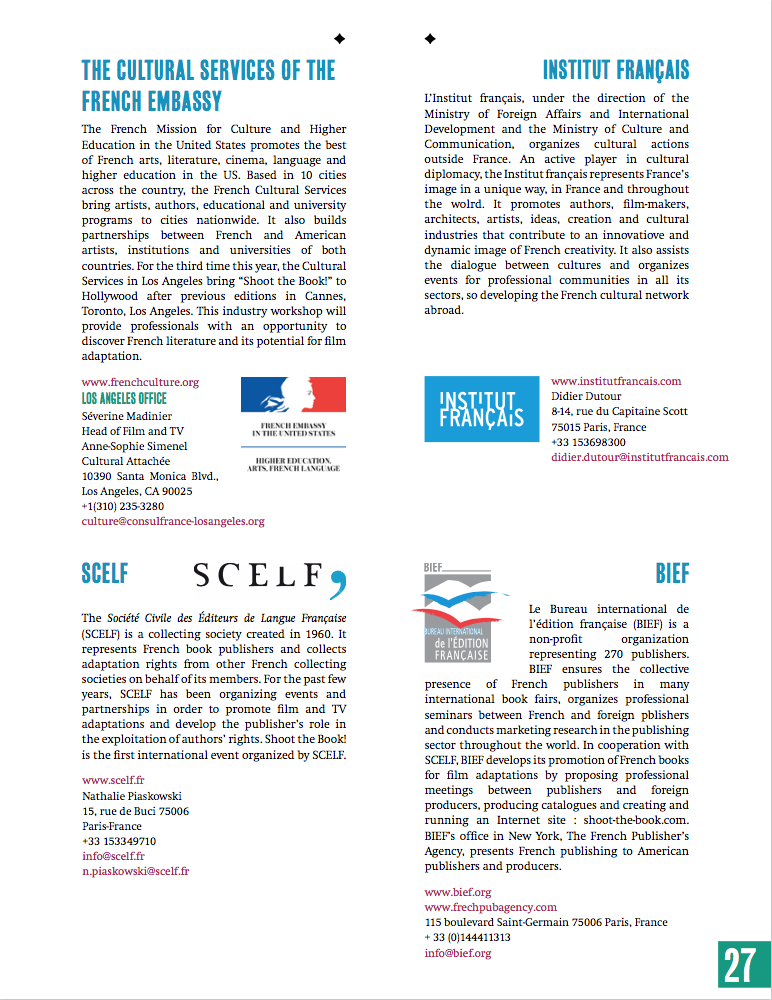 THE CULTURAL SERVICES OF THE
FRENCH EMBASSY
The French Mission for Culture and Higher
Education in the United States promotes the best
of French arts, literature, cinema, language and
higher education in the US. Based in 10 cities
across the country, the French Cultural Services
bring artists, authors, educational and university
programs to cities nationwide. It also builds
partnerships between French and American
artists, institutions and universities of both
countries. For the third time this year, the Cultural
Services in Los Angeles bring “Shoot the Book!” to
Hollywood after previous editions in Cannes,
Toronto, Los Angeles. This industry workshop will
provide professionals with an opportunity to
discover French literature and its potential for film
adaptation.
www.frenchculture.org
LOS ANGELES OFFICE
Séverine Madinier
Head of Film and TV
Anne-Sophie Simenel
Cultural Attachée
10390 Santa Monica Blvd.,
Los Angeles, CA 90025
+1(310) 235-3280
culture@consulfrance-losangeles.org
FRENCH EMBASSY
IN THE UNITED STATES
HIGHER EDUCATION,
ARTS, FRENCH LANGUAGE
INSTITUT FRANÇAIS
L’Institut français, under the direction of the
Ministry of Foreign Affairs and International
Development and the Ministry of Culture and
Communication, organizes cultural actions
outside France. An active player in cultural
diplomacy, the Institut français represents France’s
image in a unique way, in France and throughout
the wolrd. It promotes authors, film-makers,
architects, artists, ideas, creation and cultural
industries that contribute to an innovatiove and
dynamic image of French creativity. It also assists
the dialogue between cultures and organizes
events for professional communities in all its
sectors, so developing the French cultural network
abroad.
INSTITUT
FRANÇAIS
www.institutfrancais.com
Didier Dutour
8-14, rue du Capitaine Scott
75015 Paris, France
+33 153698300
didier.dutour@institutfrancais.com
SCELF
SCELF,
The Société Civile des Éditeurs de Langue Française
(SCELF) is a collecting society created in 1960. It
represents French book publishers and collects
adaptation rights from other French collecting
societies on behalf of its members. For the past few
years, SCELF has been organizing events and
partnerships in order to promote film and TV
adaptations and develop the publisher’s role in
the exploitation of authors’ rights. Shoot the Book!
is the first international event organized by SCELF.
www.scelf.fr
Nathalie Piaskowski
15, rue de Buci 75006
Paris-France
+33 153349710
info@scelf.fr
n.piaskowski@scelf.fr
BIEF
BUREAU INTERNATIONAL
de l’ÉDITION
FRANÇAISE
BIEF
Le Bureau international de
l’édition française (BIEF) is a
non-profit organization
representing 270 publishers.
BIEF ensures the collective
presence of French publishers in many
international book fairs, organizes professional
seminars between French and foreign pblishers
and conducts marketing research in the publishing
sector throughout the world. In cooperation with
SCELF, BIEF develops its promotion of French books
for film adaptations by proposing professional
meetings between publishers and foreign
producers, producing catalogues and creating and
running an Internet site : shoot-the-book.com.
BIEF’s office in New York, The French Publisher’s
Agency, presents French publishing to American
publishers and producers.
www.bief.org
www.frechpubagency.com
115 boulevard Saint-Germain 75006 Paris, France
+ 33 (0)144411313
info@bief.org
27